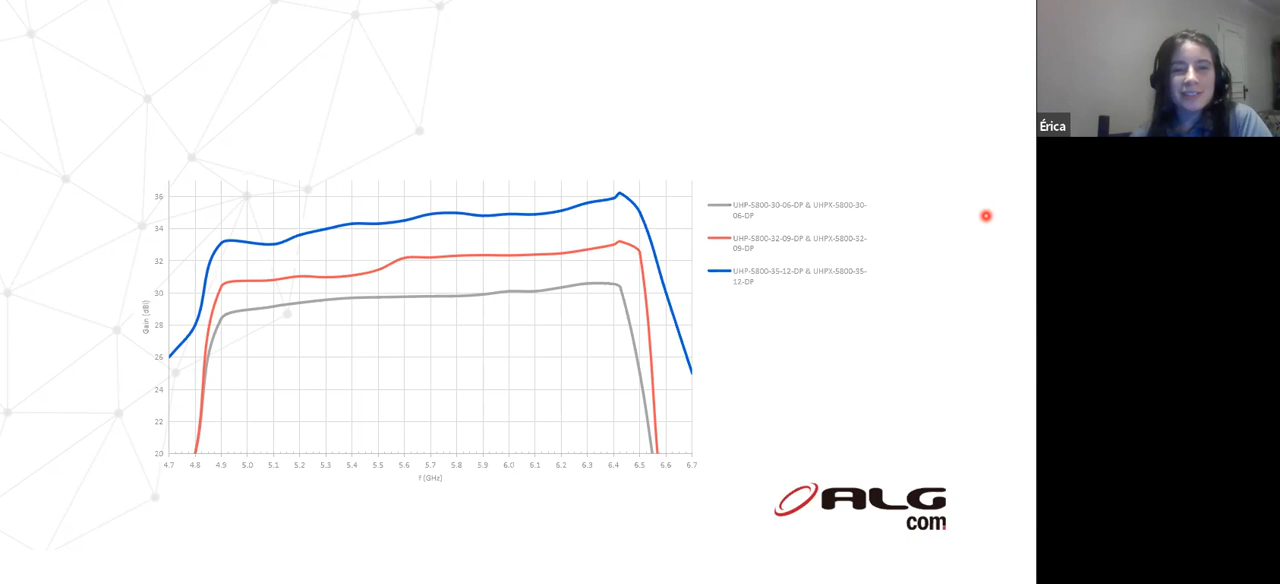 Érica
UHP-5800-30-06-DP & UHPX-5800-30-
06-DP
UHP-5800-32-09-DP & UHPX-5800-32-
09-DP
UHP-5800-35-12-DP & UHPX-5800-35-
12-DP
36
34
32
30
28
26
24
22
20
Gain (dBi)
4.7 4.8 4.9 5.0 5.1 5.2 5.3 5.4 5.5 5.6 5.7 5.8 5.9 6.0 6.1 6.2 6.3 6.4 6.5 6.6 6.7
f (GHz)
ALG
com